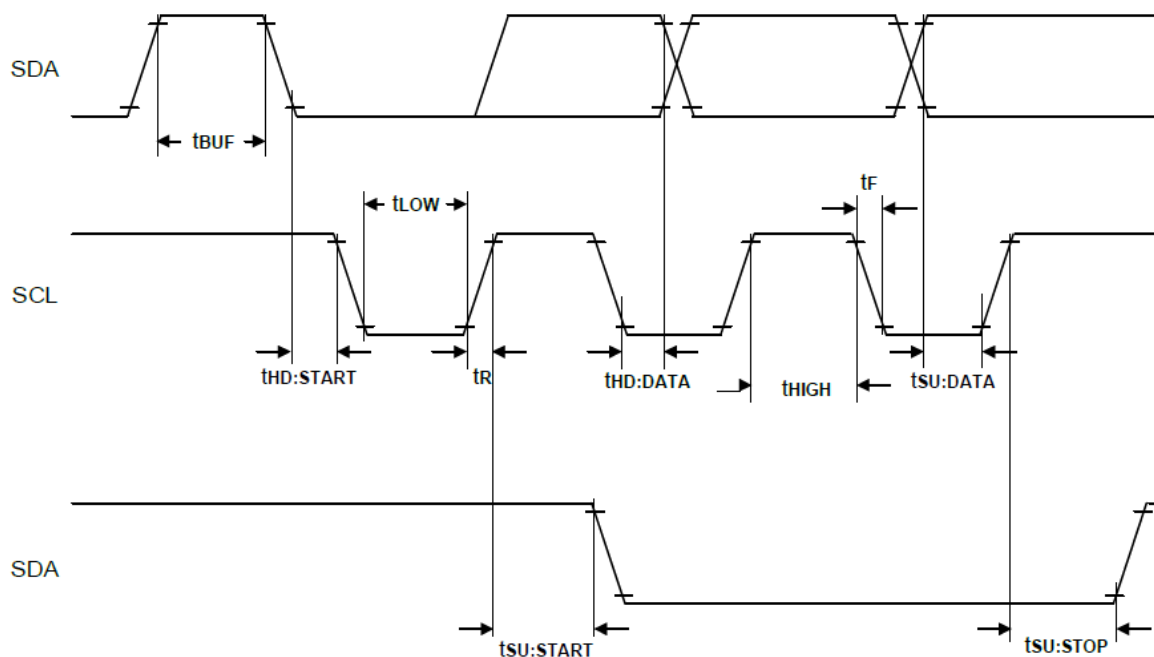 SDA
tBUF
tLOW
tF
SCL
tHD:START
tR
tHD:DATA
tHIGH
tSU:DATA
SDA
tSU:START
tSU:STOP